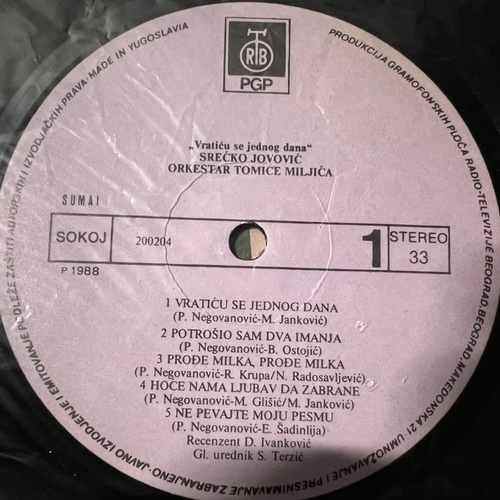 RTB
PGP
„Vratiću se jednog dana“
SREĆKO JOVOVIĆ
ORKESTAR TOMICE MILJIĆA
SUMAI
SOKOJ
200204
1
STEREO
33
P 1988
1 VRATIĆU SE JEDNOG DANA
(P. Negovanović-M. Janković)
2 POTROŠIO SAM DVA IMANJA
(P. Negovanović-B. Ostojić)
3 PROĐE MILKA, PROĐE MILKA
(P. Negovanović-R. Krupa/N. Radosavljević)
4 HOĆE NAMA LJUBAV DA ZABRANE
(P. Negovanović-M. Glišić/M. Janković)
5 NE PEVAJTE MOJU PESMU
(P. Negovanović-E. Šadinlija)
Recenzent D. Ivanković
Gl. urednik S. Terzić
PRODUKCIJA GRAMOFONSKIH PLOČA RADIO-TELEVIZIJE BEOGRAD, BEOGRAD, MAKEDONSKA 21 UMNOŽAVANJE I PRESNIMAVANJE ZABRANJENO. JAVNO IZVOĐENJE I EMITOVANJE PODLEŽE ZAŠTITI AUTORSKIH I IZVOĐAČKIH PRAVA MADE IN YUGOSLAVIA